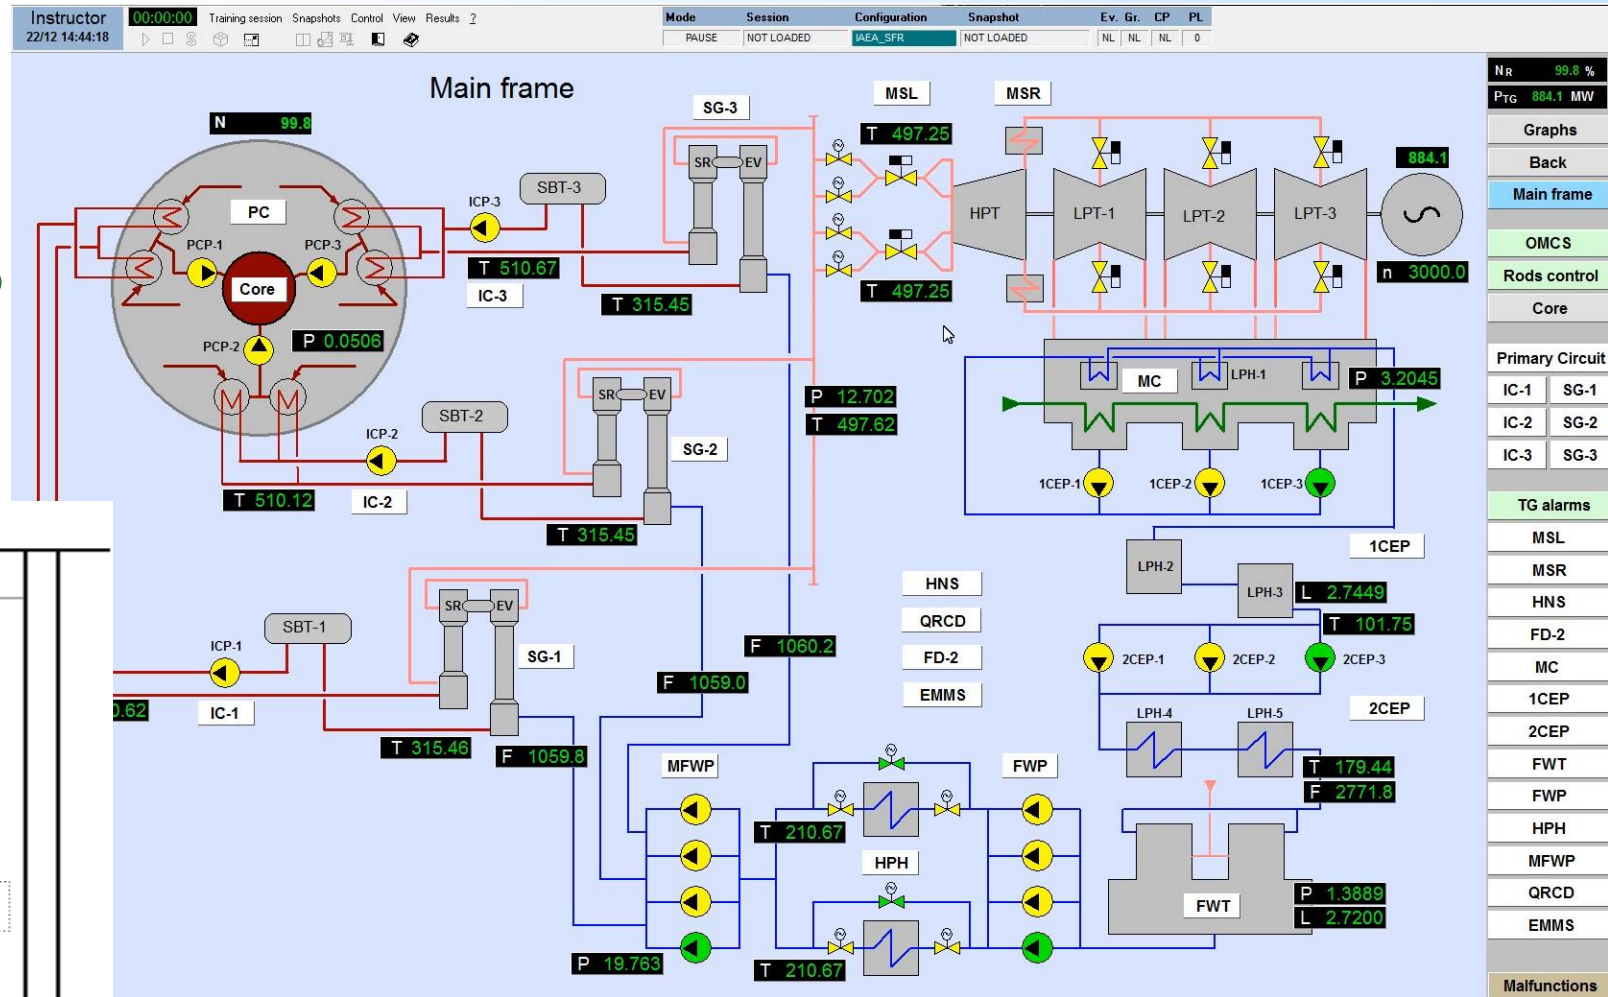 Instructor
22/12 14:44:18
00:00:00
Training session Snapshots Control View Results ?
Mode Session Configuration Snapshot Ev. Gr. CP PL
PAUSE NOT LOADED IAEA_SFR NOT LOADED NL NL NL 0
Main frame
N 99.8
PC
PCP-1
PCP-3
Core
PCP-2
P 0.0506
ICP-3
SBT-3
T 510.67
IC-3
SG-3
SR EV
T 315.45
ICP-2
SBT-2
T 510.12
IC-2
SR EV
SG-2
T 315.45
ICP-1
SBT-1
0.62
IC-1
SR EV
SG-1
T 315.46
F 1059.8
F 1059.0
F 1060.2
MSL
T 497.25
T 497.25
P 12.702
T 497.62
MSR
HPT
LPT-1
LPT-2
LPT-3
884.1
n 3000.0
MC
LPH-1
P 3.2045
1CEP-1
1CEP-2
1CEP-3
1CEP
LPH-2
LPH-3
L 2.7449
T 101.75
HNS
QRCD
FD-2
EMMS
2CEP-1
2CEP-2
2CEP-3
2CEP
LPH-4
LPH-5
T 179.44
F 2771.8
MFWP
FWP
T 210.67
HPH
T 210.67
P 19.763
FWT
P 1.3889
L 2.7200
NR 99.8 %
PTG 884.1 MW
Graphs
Back
Main frame
OMCS
Rods control
Core
Primary Circuit
IC-1 SG-1
IC-2 SG-2
IC-3 SG-3
TG alarms
MSL
MSR
HNS
FD-2
MC
1CEP
2CEP
FWT
FWP
HPH
MFWP
QRCD
EMMS
Malfunctions